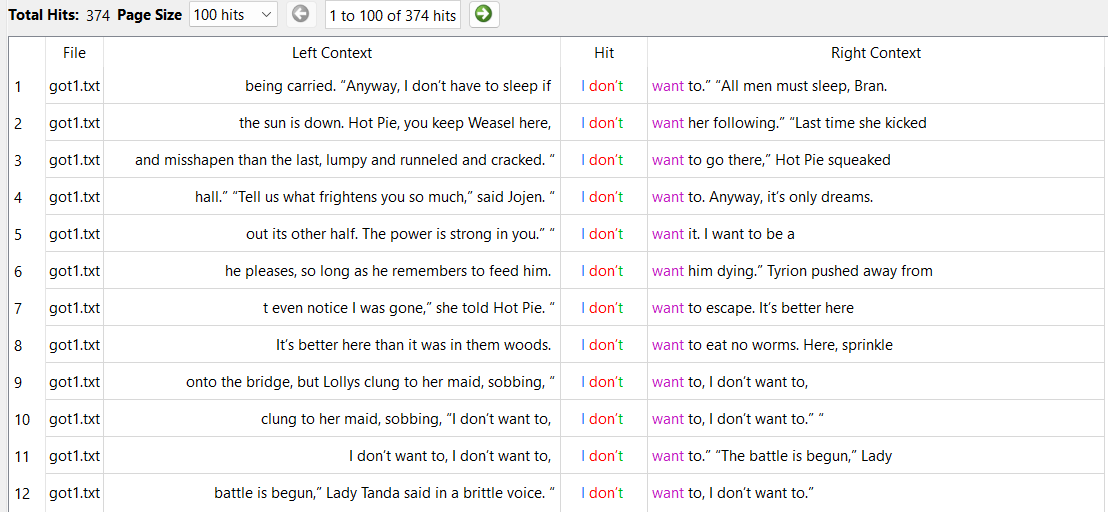 Total Hits: 374 Page Size 100 hits 1 to 100 of 374 hits
File Left Context Hit Right Context
1 got1.txt being carried. “Anyway, I don’t have to sleep if I don’t want to.” “All men must sleep, Bran.
2 got1.txt the sun is down. Hot Pie, you keep Weasel here, I don’t want her following.” “Last time she kicked
3 got1.txt and misshapen than the last, lumpy and runneled and cracked. “ I don’t want to go there,” Hot Pie squeaked
4 got1.txt hall.” “Tell us what frightens you so much,” said Jojen. “ I don’t want to. Anyway, it’s only dreams.
5 got1.txt out its other half. The power is strong in you.” “ I don’t want it. I want to be a
6 got1.txt he pleases, so long as he remembers to feed him. I don’t want him dying.” Tyrion pushed away from
7 got1.txt t even notice I was gone,” she told Hot Pie. “ I don’t want to escape. It’s better here
8 got1.txt It’s better here than it was in them woods. I don’t want to eat no worms. Here, sprinkle
9 got1.txt onto the bridge, but Lollys clung to her maid, sobbing, “ I don’t want to, I don’t want to,
10 got1.txt clung to her maid, sobbing, “I don’t want to, I don’t want to, I don’t want to.” “
11 got1.txt I don’t want to, I don’t want to, I don’t want to.” “The battle is begun,” Lady
12 got1.txt battle is begun,” Lady Tanda said in a brittle voice. “ I don’t want to, I don’t want to.”